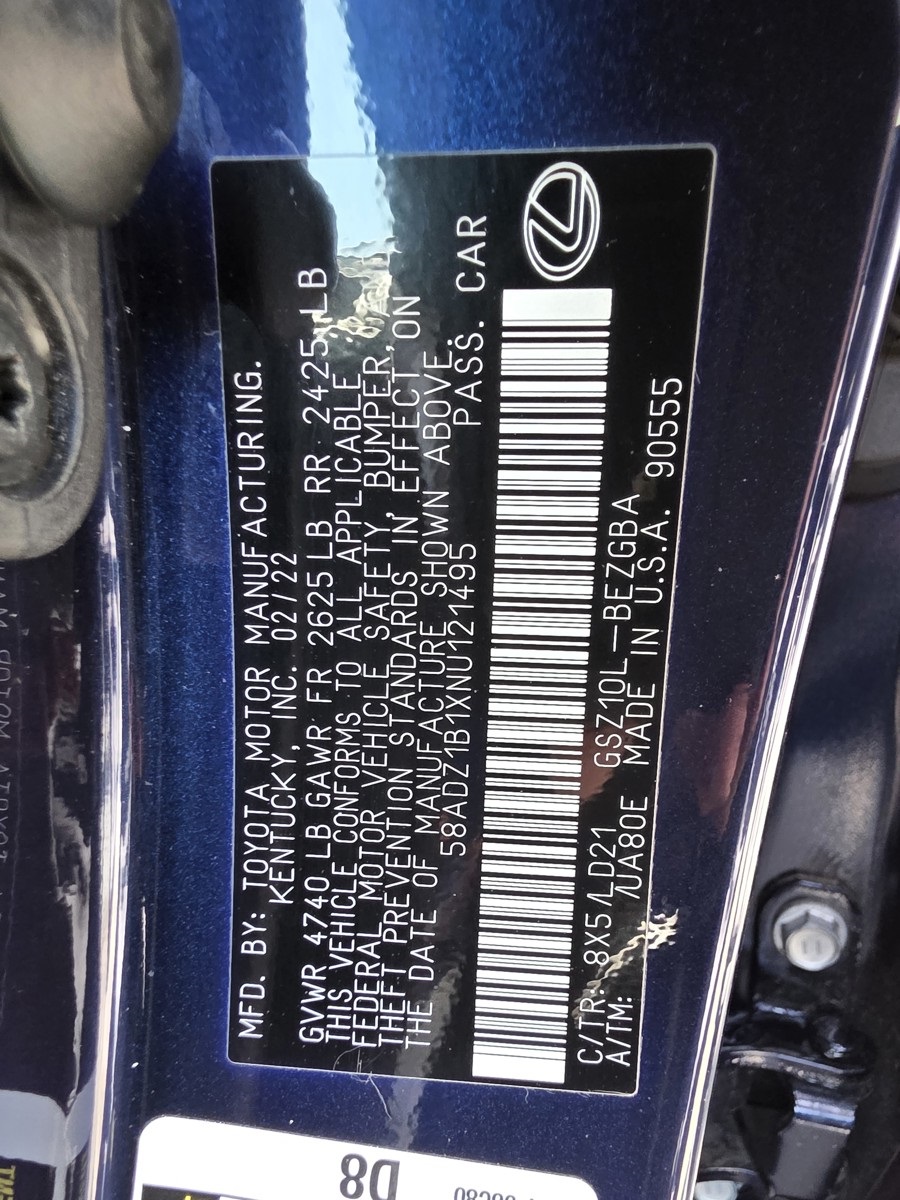 MFD. BY: TOYOTA MOTOR MANUFACTURING.
KENTUCKY, INC. 02/22
GVWR 4740 LB GAWR FR 2625 LB RR 2425 LB
THIS VEHICLE CONFORMS TO ALL APPLICABLE
FEDERAL MOTOR VEHICLE SAFETY, BUMPER,
THEFT PREVENTION STANDARDS IN EFFECT ON
THE DATE OF MANUFACTURE SHOWN ABOVE.
58ADZ1B1XNU121495 PASS. CAR
C/TR: 8X5/LD21 GSZ10L-BEZGBA
A/TM: /UA80E MADE IN U.S.A. 90555
D8